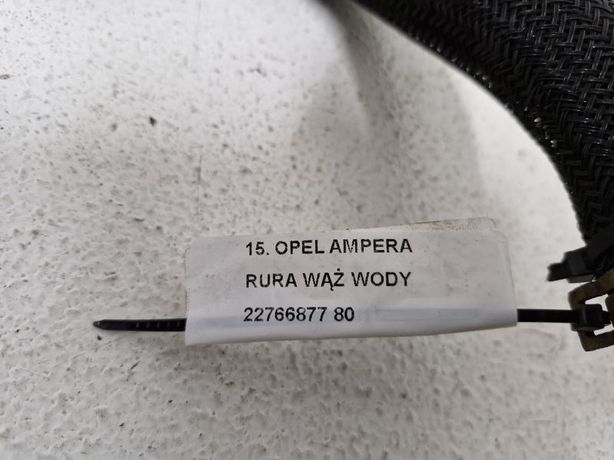 15. OPEL AMPERA
RURA WĄŻ WODY
22766877 80